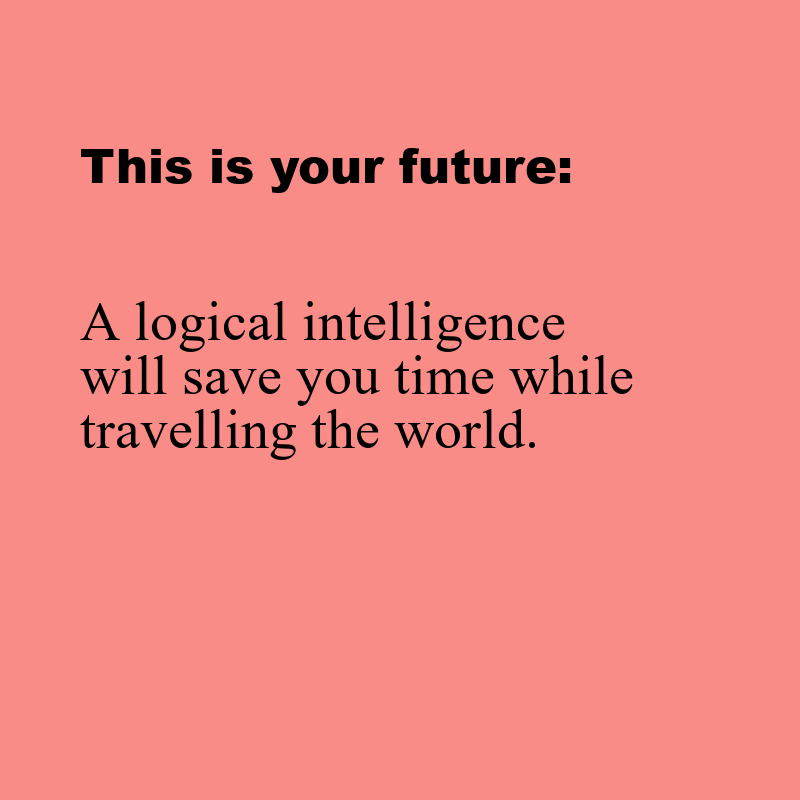 This is your future:
A logical intelligence
will save you time while
travelling the world.